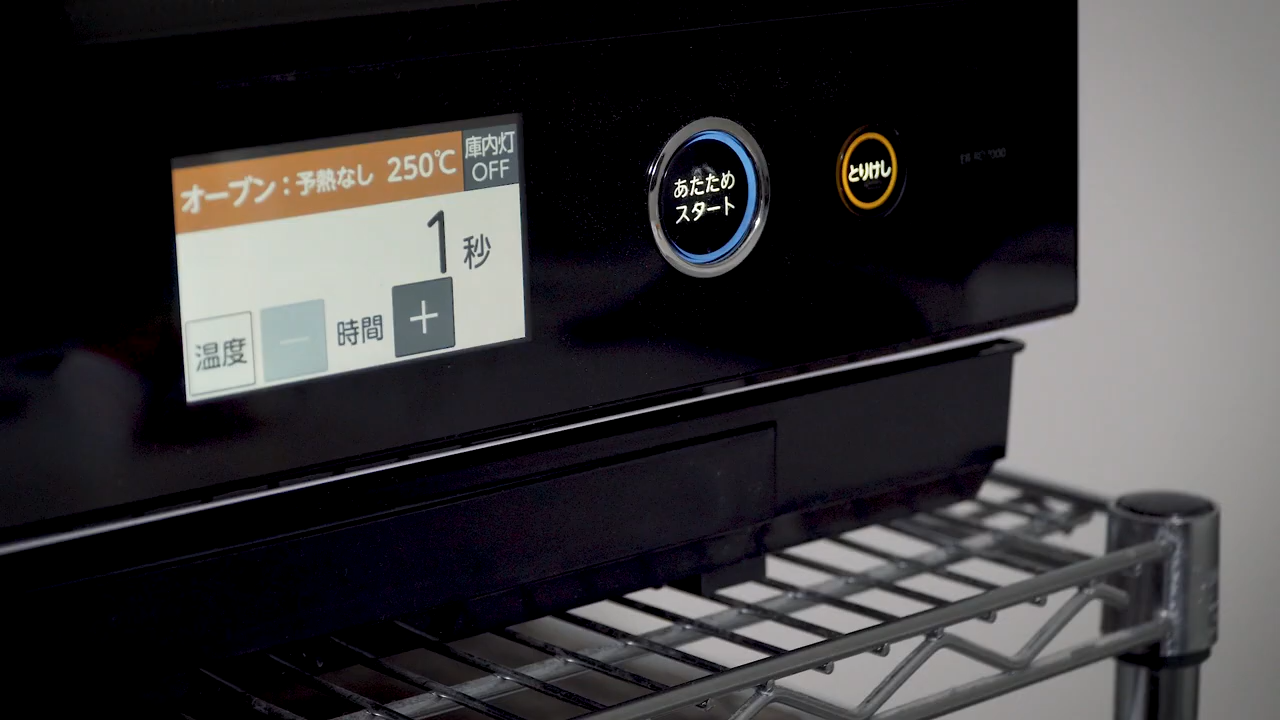 オーブン：予熱なし 250℃
庫内灯
OFF
1秒
温度
－
時間
＋
あたため
スタート
とりけし